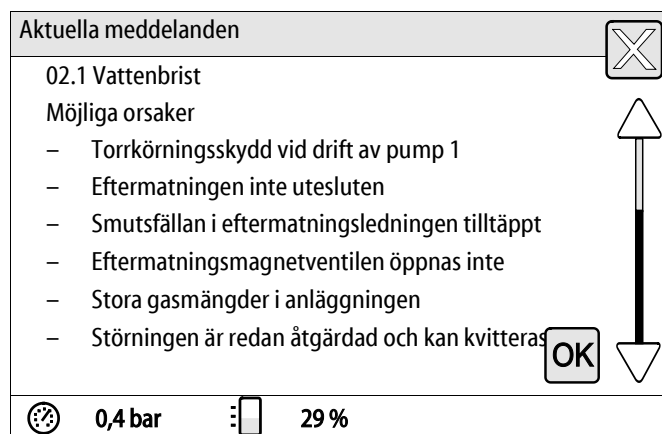 Aktuella meddelanden
02.1 Vattenbrist
Möjliga orsaker
– Torrkörningsskydd vid drift av pump 1
– Eftermatningen inte utesluten
– Smutsfällan i eftermatningsledningen tilltäppt
– Eftermatningsmagnetventilen öppnas inte
– Stora gasmängder i anläggningen
– Störningen är redan åtgärdad och kan kvitteras
OK
0,4 bar 29 %